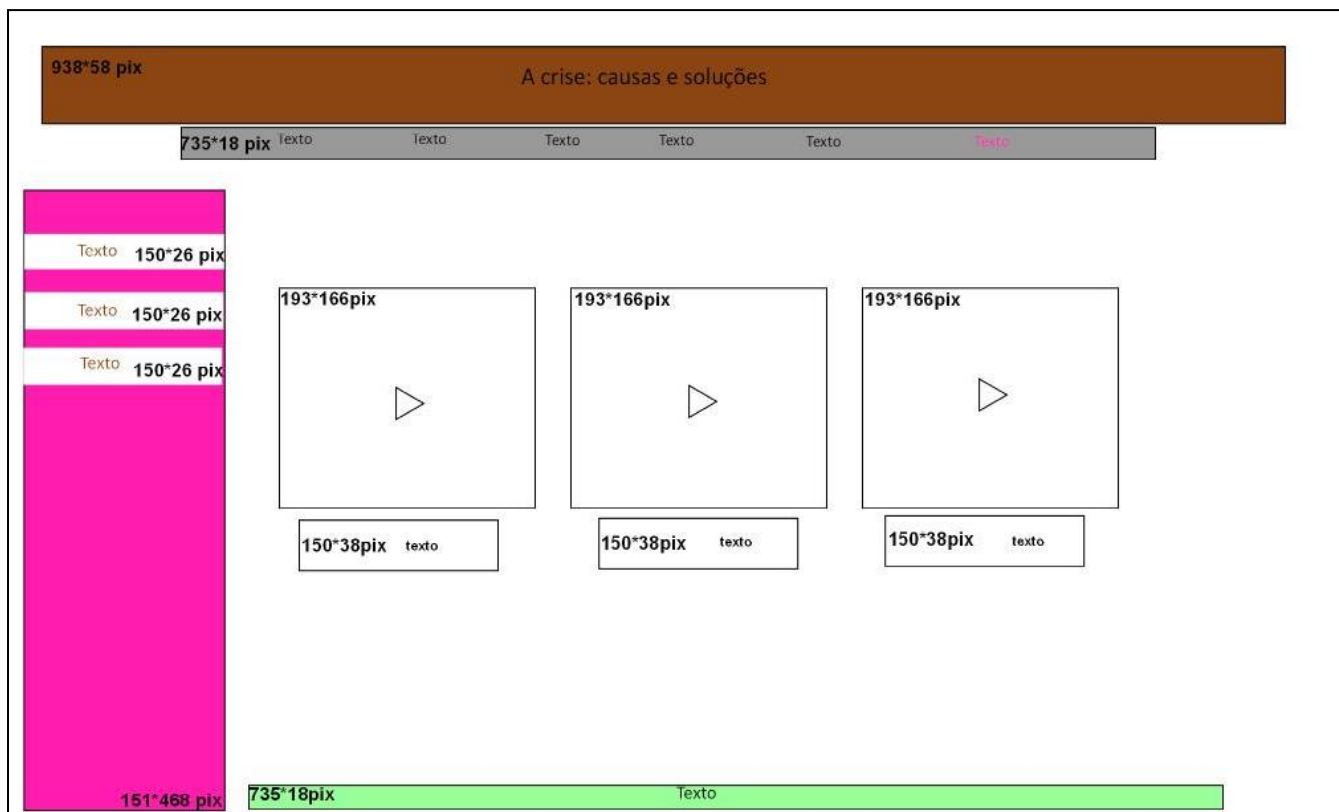 938*58 pix
A crise: causas e soluções
735*18 pix Texto Texto Texto Texto Texto Texto
Texto 150*26 pix
Texto 150*26 pix
Texto 150*26 pix
193*166pix 193*166pix 193*166pix
150*38pix texto 150*38pix texto 150*38pix texto
151*468 pix
735*18pix Texto